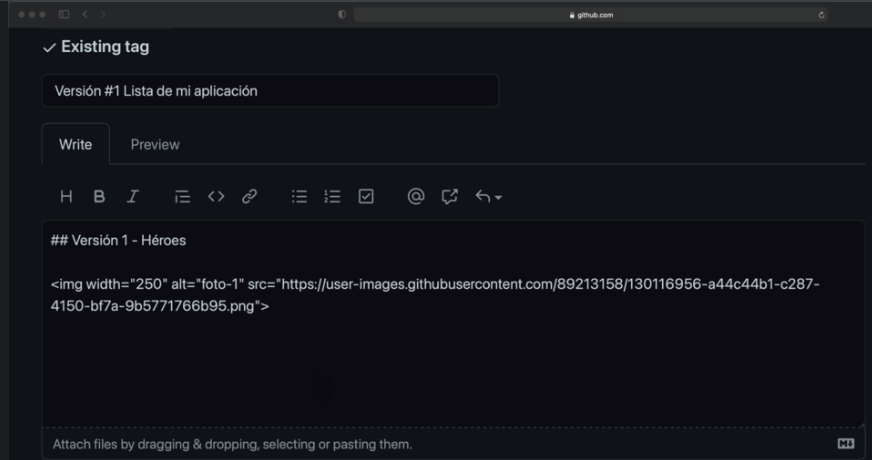 github.com
Existing tag
Versión #1 Lista de mi aplicación
Write
Preview
## Versión 1 - Héroes
<img width="250" alt="foto-1" src="https://user-images.githubusercontent.com/89213158/130116956-a44c44b1-c287-
4150-bf7a-9b5771766b95.png">
Attach files by dragging & dropping, selecting or pasting them.